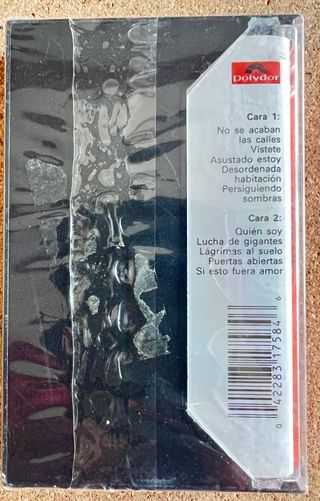 Polydor
Cara 1:
No se acaban
las calles
Vístete
Asustado estoy
Desordenada
habitación
Persiguiendo
sombras
Cara 2:
Quién soy
Lucha de gigantes
Lágrimas al suelo
Puertas abiertas
Si esto fuera amor
0 42283 17584 6